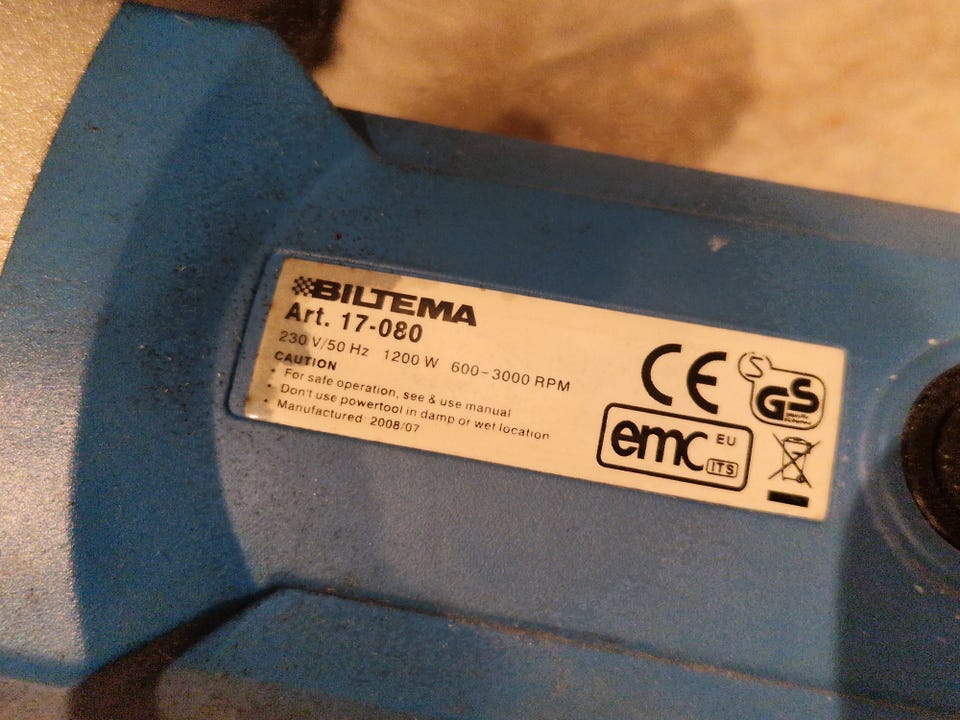 BILTEMA
Art. 17-080
230 V/50 Hz 1200 W 600-3000 RPM
CAUTION
• For safe operation, see & use manual
• Don't use powertool in damp or wet location
• Manufactured: 2008/07
CE
GS
emc EU
ITS